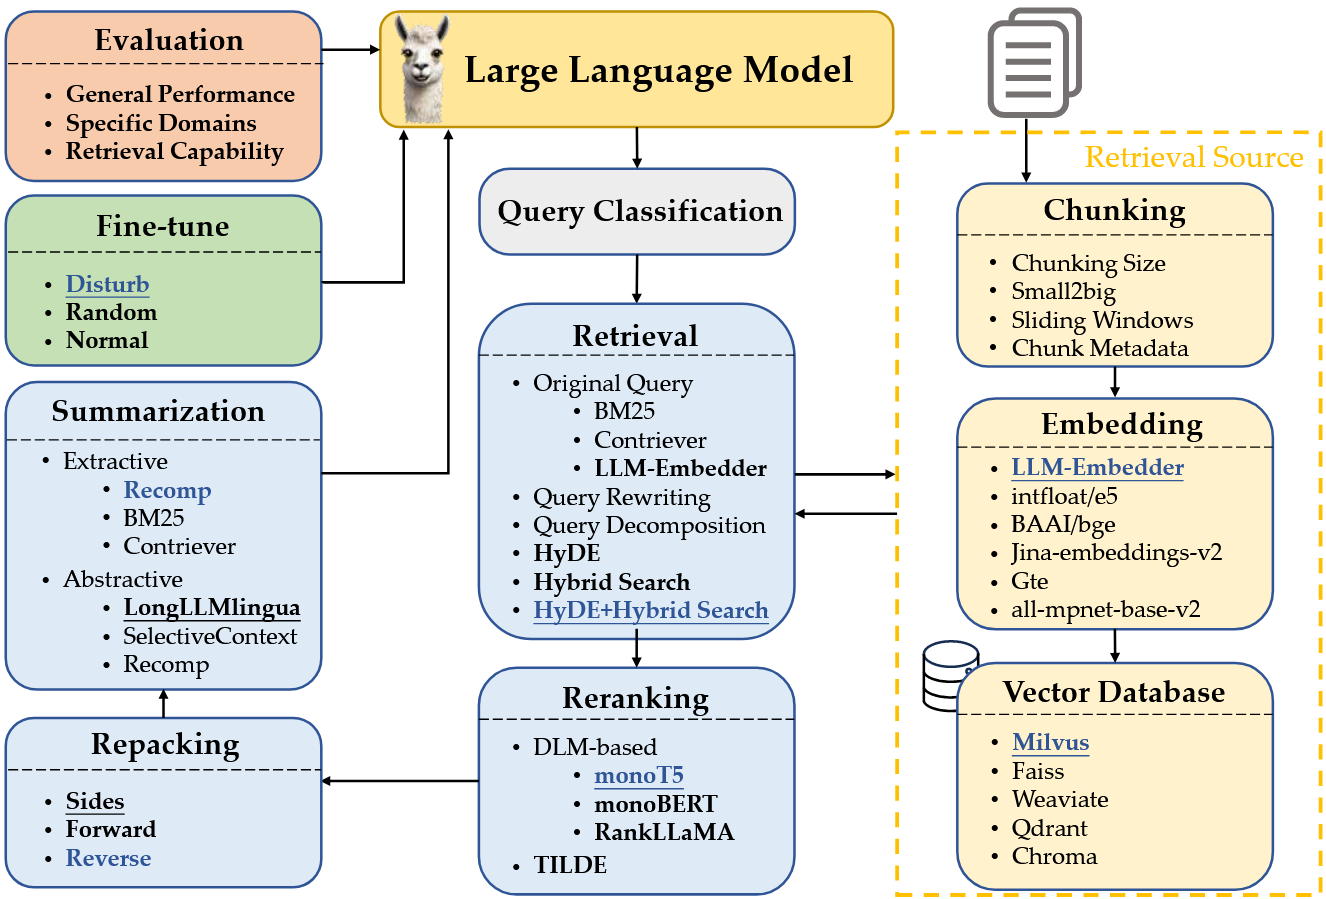 Evaluation
• General Performance
• Specific Domains
• Retrieval Capability
Fine-tune
• Disturb
• Random
• Normal
Summarization
• Extractive
• Recomp
• BM25
• Contriever
• Abstractive
• LongLLMlingua
• SelectiveContext
• Recomp
Repacking
• Sides
• Forward
• Reverse
Large Language Model
Query Classification
Retrieval
• Original Query
• BM25
• Contriever
• LLM-Embedder
• Query Rewriting
• Query Decomposition
• HyDE
• Hybrid Search
• HyDE+Hybrid Search
Reranking
• DLM-based
• monoT5
• monoBERT
• RankLLaMA
• TILDE
Retrieval Source
Chunking
• Chunking Size
• Small2big
• Sliding Windows
• Chunk Metadata
Embedding
• LLM-Embedder
• intfloat/e5
• BAAI/bge
• Jina-embeddings-v2
• Gte
• all-mpnet-base-v2
Vector Database
• Milvus
• Faiss
• Weaviate
• Qdrant
• Chroma